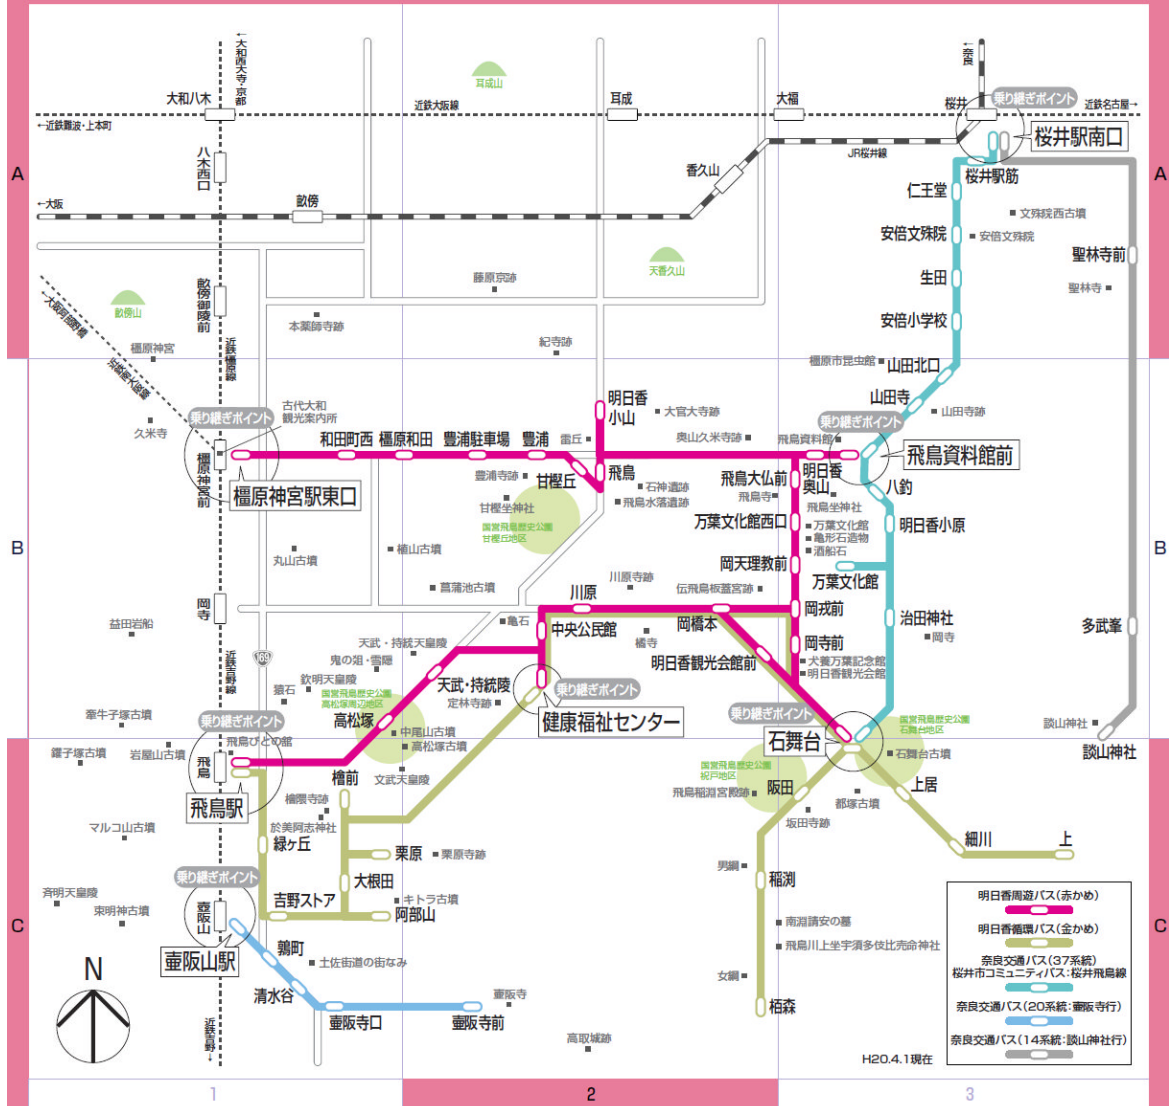 ←大和西大寺・京都
←奈良
耳成山
大和八木
近鉄大阪線
耳成
大福
桜井
乗り継ぎポイント
近鉄名古屋→
←近鉄難波・上本町
桜井駅南口
JR桜井線
A
A
八木西口
香久山
桜井駅筋
仁王堂
←大阪
畝傍
文殊院西古墳
安倍文殊院
安倍文殊院
聖林寺前
天香久山
藤原京跡
生田
聖林寺
畝傍御陵前
畝傍山
←大阪阿部野橋
本薬師寺跡
安倍小学校
紀寺跡
近鉄橿原線
橿原神宮
近鉄南大阪線
橿原市昆虫館
山田北口
山田寺
山田寺跡
明日香
小山
大官大寺跡
乗り継ぎポイント
古代大和
観光案内所
久米寺
乗り継ぎポイント
和田町西
橿原和田
豊浦駐車場
豊浦
雷丘
奥山久米寺跡
飛鳥資料館
飛鳥資料館前
橿原神宮前
橿原神宮駅東口
豊浦寺跡
甘樫丘
飛鳥
飛鳥大仏前
明日香
奥山
八釣
石神遺跡
飛鳥水落遺跡
飛鳥寺
飛鳥坐神社
甘樫坐神社
国営飛鳥歴史公園
甘樫丘地区
万葉文化館西口
万葉文化館
亀形石造物
酒船石
明日香小原
B
B
丸山古墳
植山古墳
岡天理教前
万葉文化館
菖蒲池古墳
川原寺跡
伝飛鳥板蓋宮跡
川原
岡寺
岡戎前
治田神社
益田岩船
亀石
中央公民館
橘寺
岡橋本
岡寺前
岡寺
多武峯
169
近鉄吉野線
天武・持統天皇陵
鬼の俎・雪隠
明日香観光会館前
犬養万葉記念館
明日香観光会館
欽明天皇陵
猿石
天武・持統陵
定林寺跡
乗り継ぎポイント
国営飛鳥歴史公園
高松塚周辺地区
高松塚
健康福祉センター
乗り継ぎポイント
石舞台
国営飛鳥歴史公園
石舞台地区
牽牛子塚古墳
乗り継ぎポイント
中尾山古墳
高松塚古墳
談山神社
談山神社
飛鳥びとの館
岩屋山古墳
鑵子塚古墳
飛鳥
飛鳥駅
文武天皇陵
国営飛鳥歴史公園
祝戸地区
石舞台古墳
檜前
檜隈寺跡
飛鳥稲淵宮殿跡
阪田
上居
都塚古墳
坂田寺跡
マルコ山古墳
於美阿志神社
緑ヶ丘
栗原
栗原寺跡
細川
上
男綱
稲渕
乗り継ぎポイント
大根田
斉明天皇陵
束明神古墳
壺阪山
吉野ストア
キトラ古墳
阿部山
C
C
南淵請安の墓
飛鳥川上坐宇須多伎比売命神社
壷阪山駅
鶉町
土佐街道の街なみ
女綱
栢森
清水谷
壷阪寺口
壷阪寺
壷阪寺前
高取城跡
近鉄吉野→
N
明日香周遊バス(赤かめ)
明日香循環バス(金かめ)
奈良交通バス(37系統)
桜井市コミュニティバス：桜井飛鳥線
奈良交通バス(20系統：壷阪寺行)
奈良交通バス(14系統：談山神社行)
H20.4.1現在
1
2
3